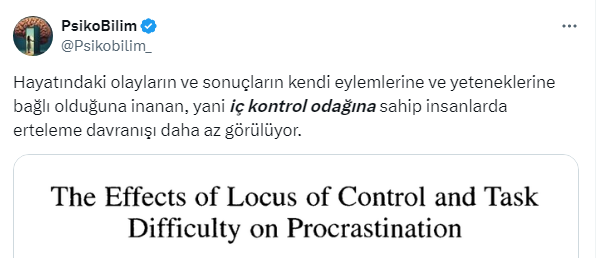 PsikoBilim
@Psikobilim_
Hayatındaki olayların ve sonuçların kendi eylemlerine ve yeteneklerine
bağlı olduğuna inanan, yani iç kontrol odağına sahip insanlarda
erteleme davranışı daha az görülüyor.
The Effects of Locus of Control and Task
Difficulty on Procrastination